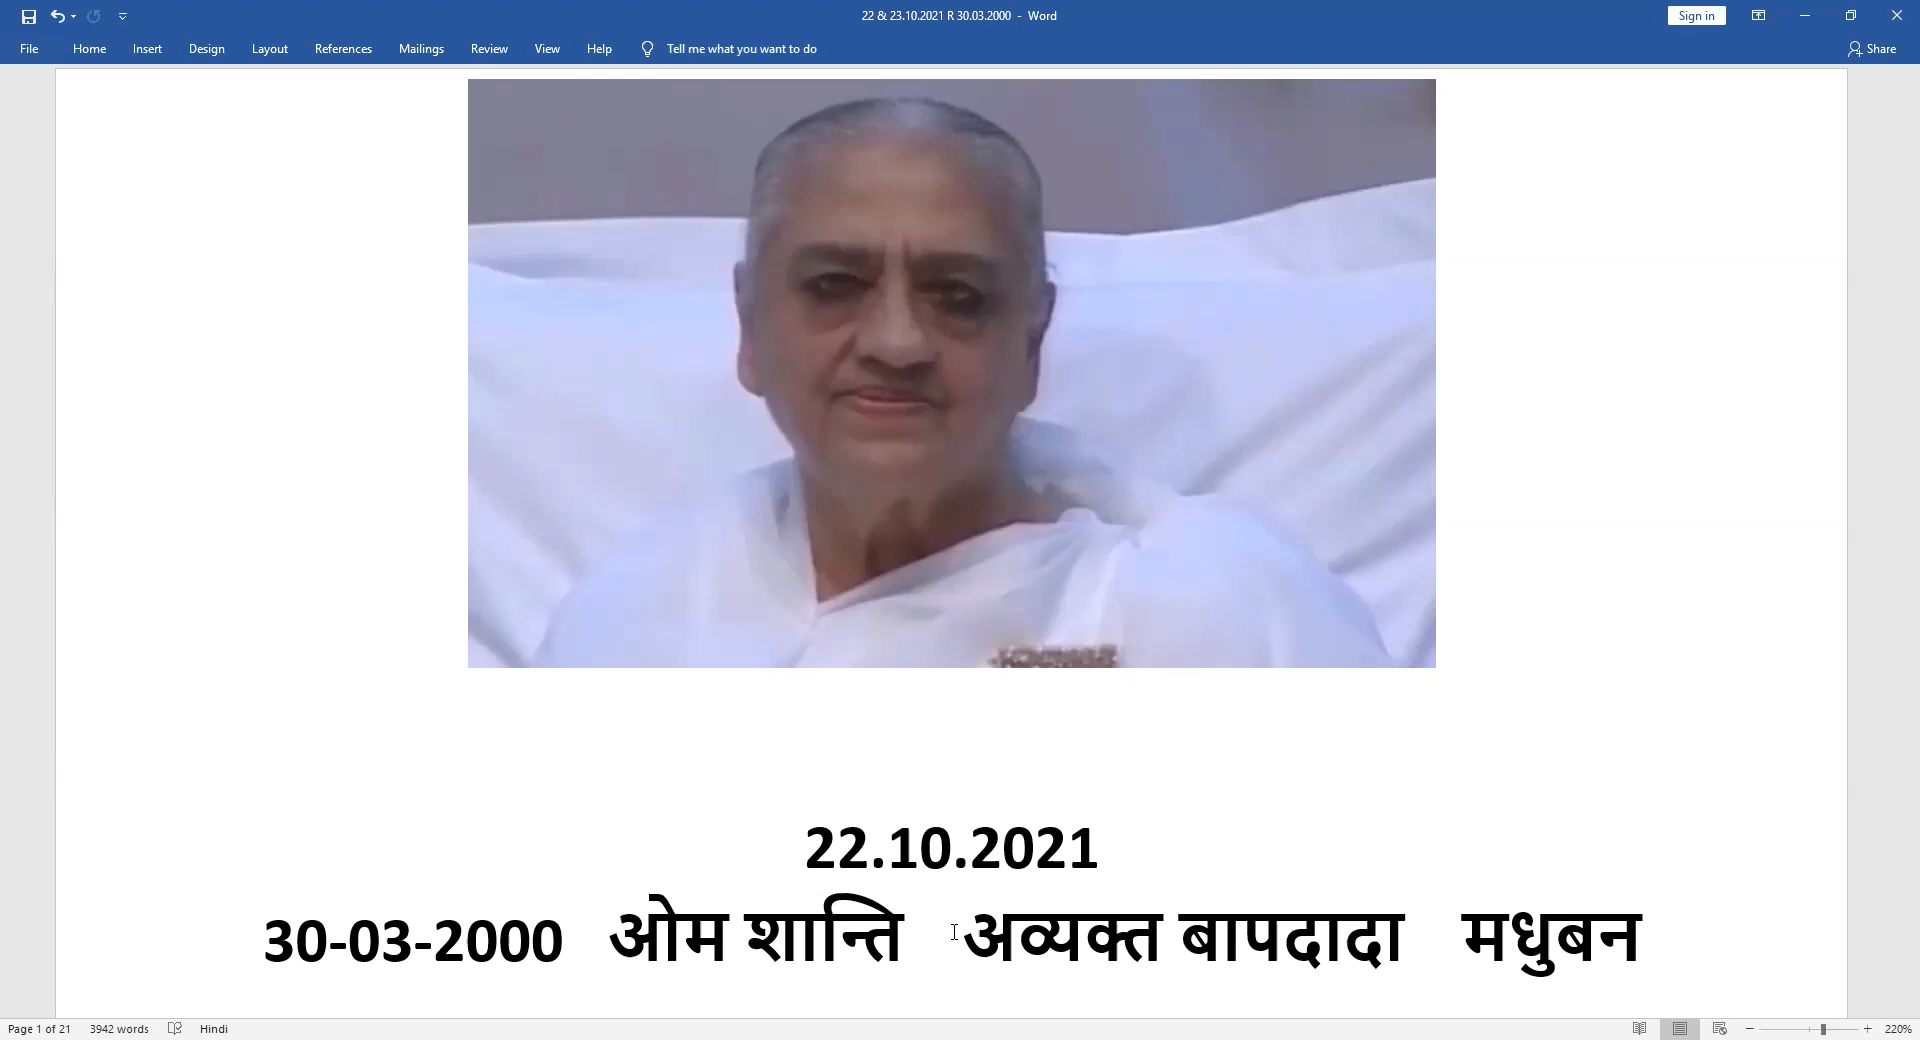 22 & 23.10.2021 R 30.03.2000 - Word
Sign in
File Home Insert Design Layout References Mailings Review View Help Tell me what you want to do Share
22.10.2021
30-03-2000 ओम शान्ति अव्यक्त बापदादा मधुबन
Page 1 of 21 3942 words Hindi 220%